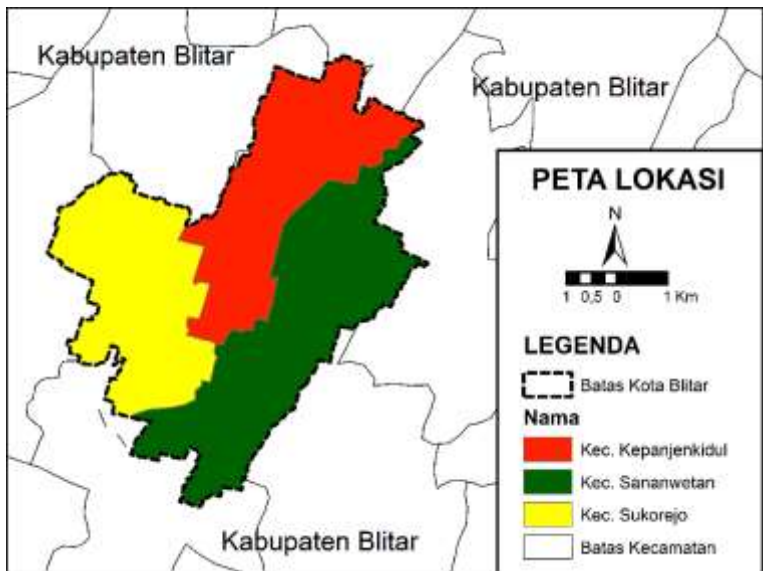 Kabupaten Blitar
Kabupaten Blitar
PETA LOKASI
N
1 0,5 0 1 Km
LEGENDA
Batas Kota Blitar
Nama
Kec. Kepanjenkidul
Kec. Sananwetan
Kec. Sukorejo
Batas Kecamatan
Kabupaten Blitar